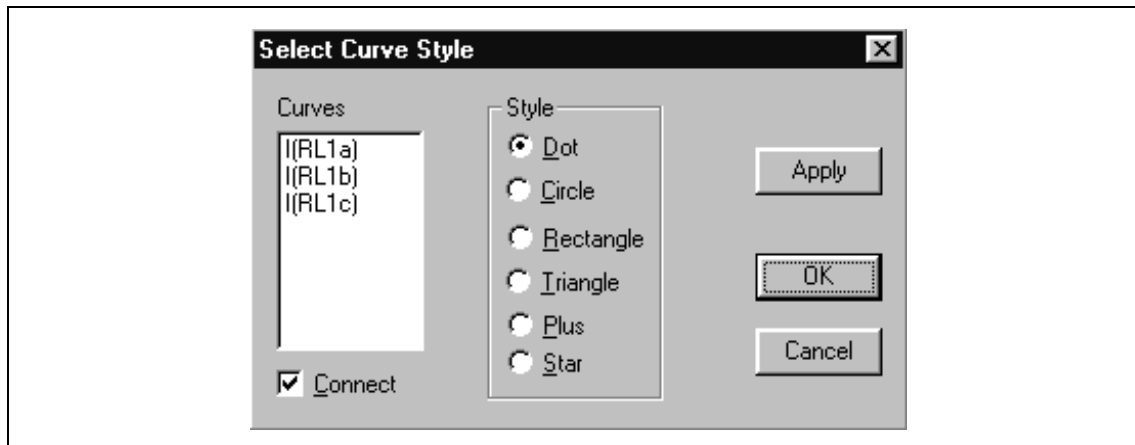 Select Curve Style
Curves
I(RL1a)
I(RL1b)
I(RL1c)
Connect
Style
Dot
Circle
Rectangle
Triangle
Plus
Star
Apply
OK
Cancel